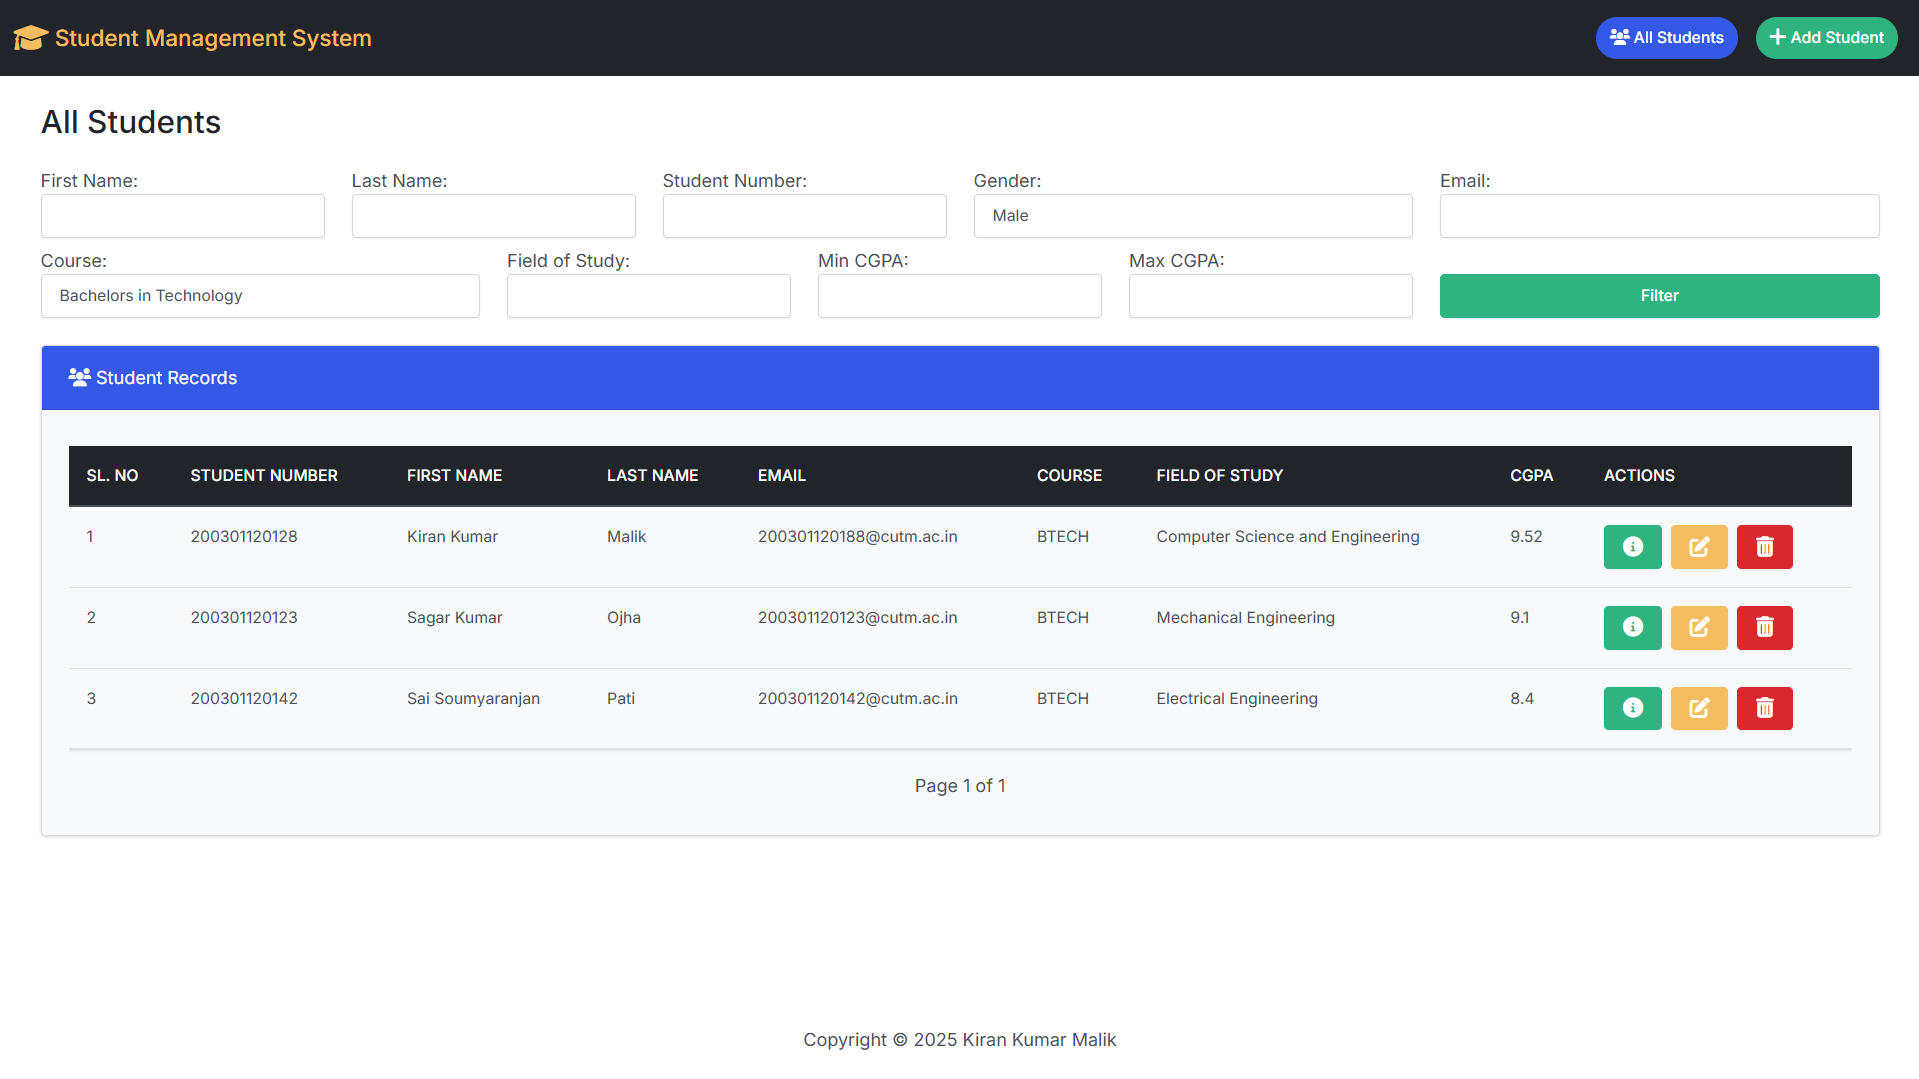 Student Management System
All Students
Add Student
All Students
First Name:
Last Name:
Student Number:
Gender:
Email:
Male
Course:
Field of Study:
Min CGPA:
Max CGPA:
Bachelors in Technology
Filter
Student Records
SL. NO STUDENT NUMBER FIRST NAME LAST NAME EMAIL COURSE FIELD OF STUDY CGPA ACTIONS
1 200301120128 Kiran Kumar Malik 200301120188@cutm.ac.in BTECH Computer Science and Engineering 9.52
2 200301120123 Sagar Kumar Ojha 200301120123@cutm.ac.in BTECH Mechanical Engineering 9.1
3 200301120142 Sai Soumyaranjan Pati 200301120142@cutm.ac.in BTECH Electrical Engineering 8.4
Page 1 of 1
Copyright © 2025 Kiran Kumar Malik